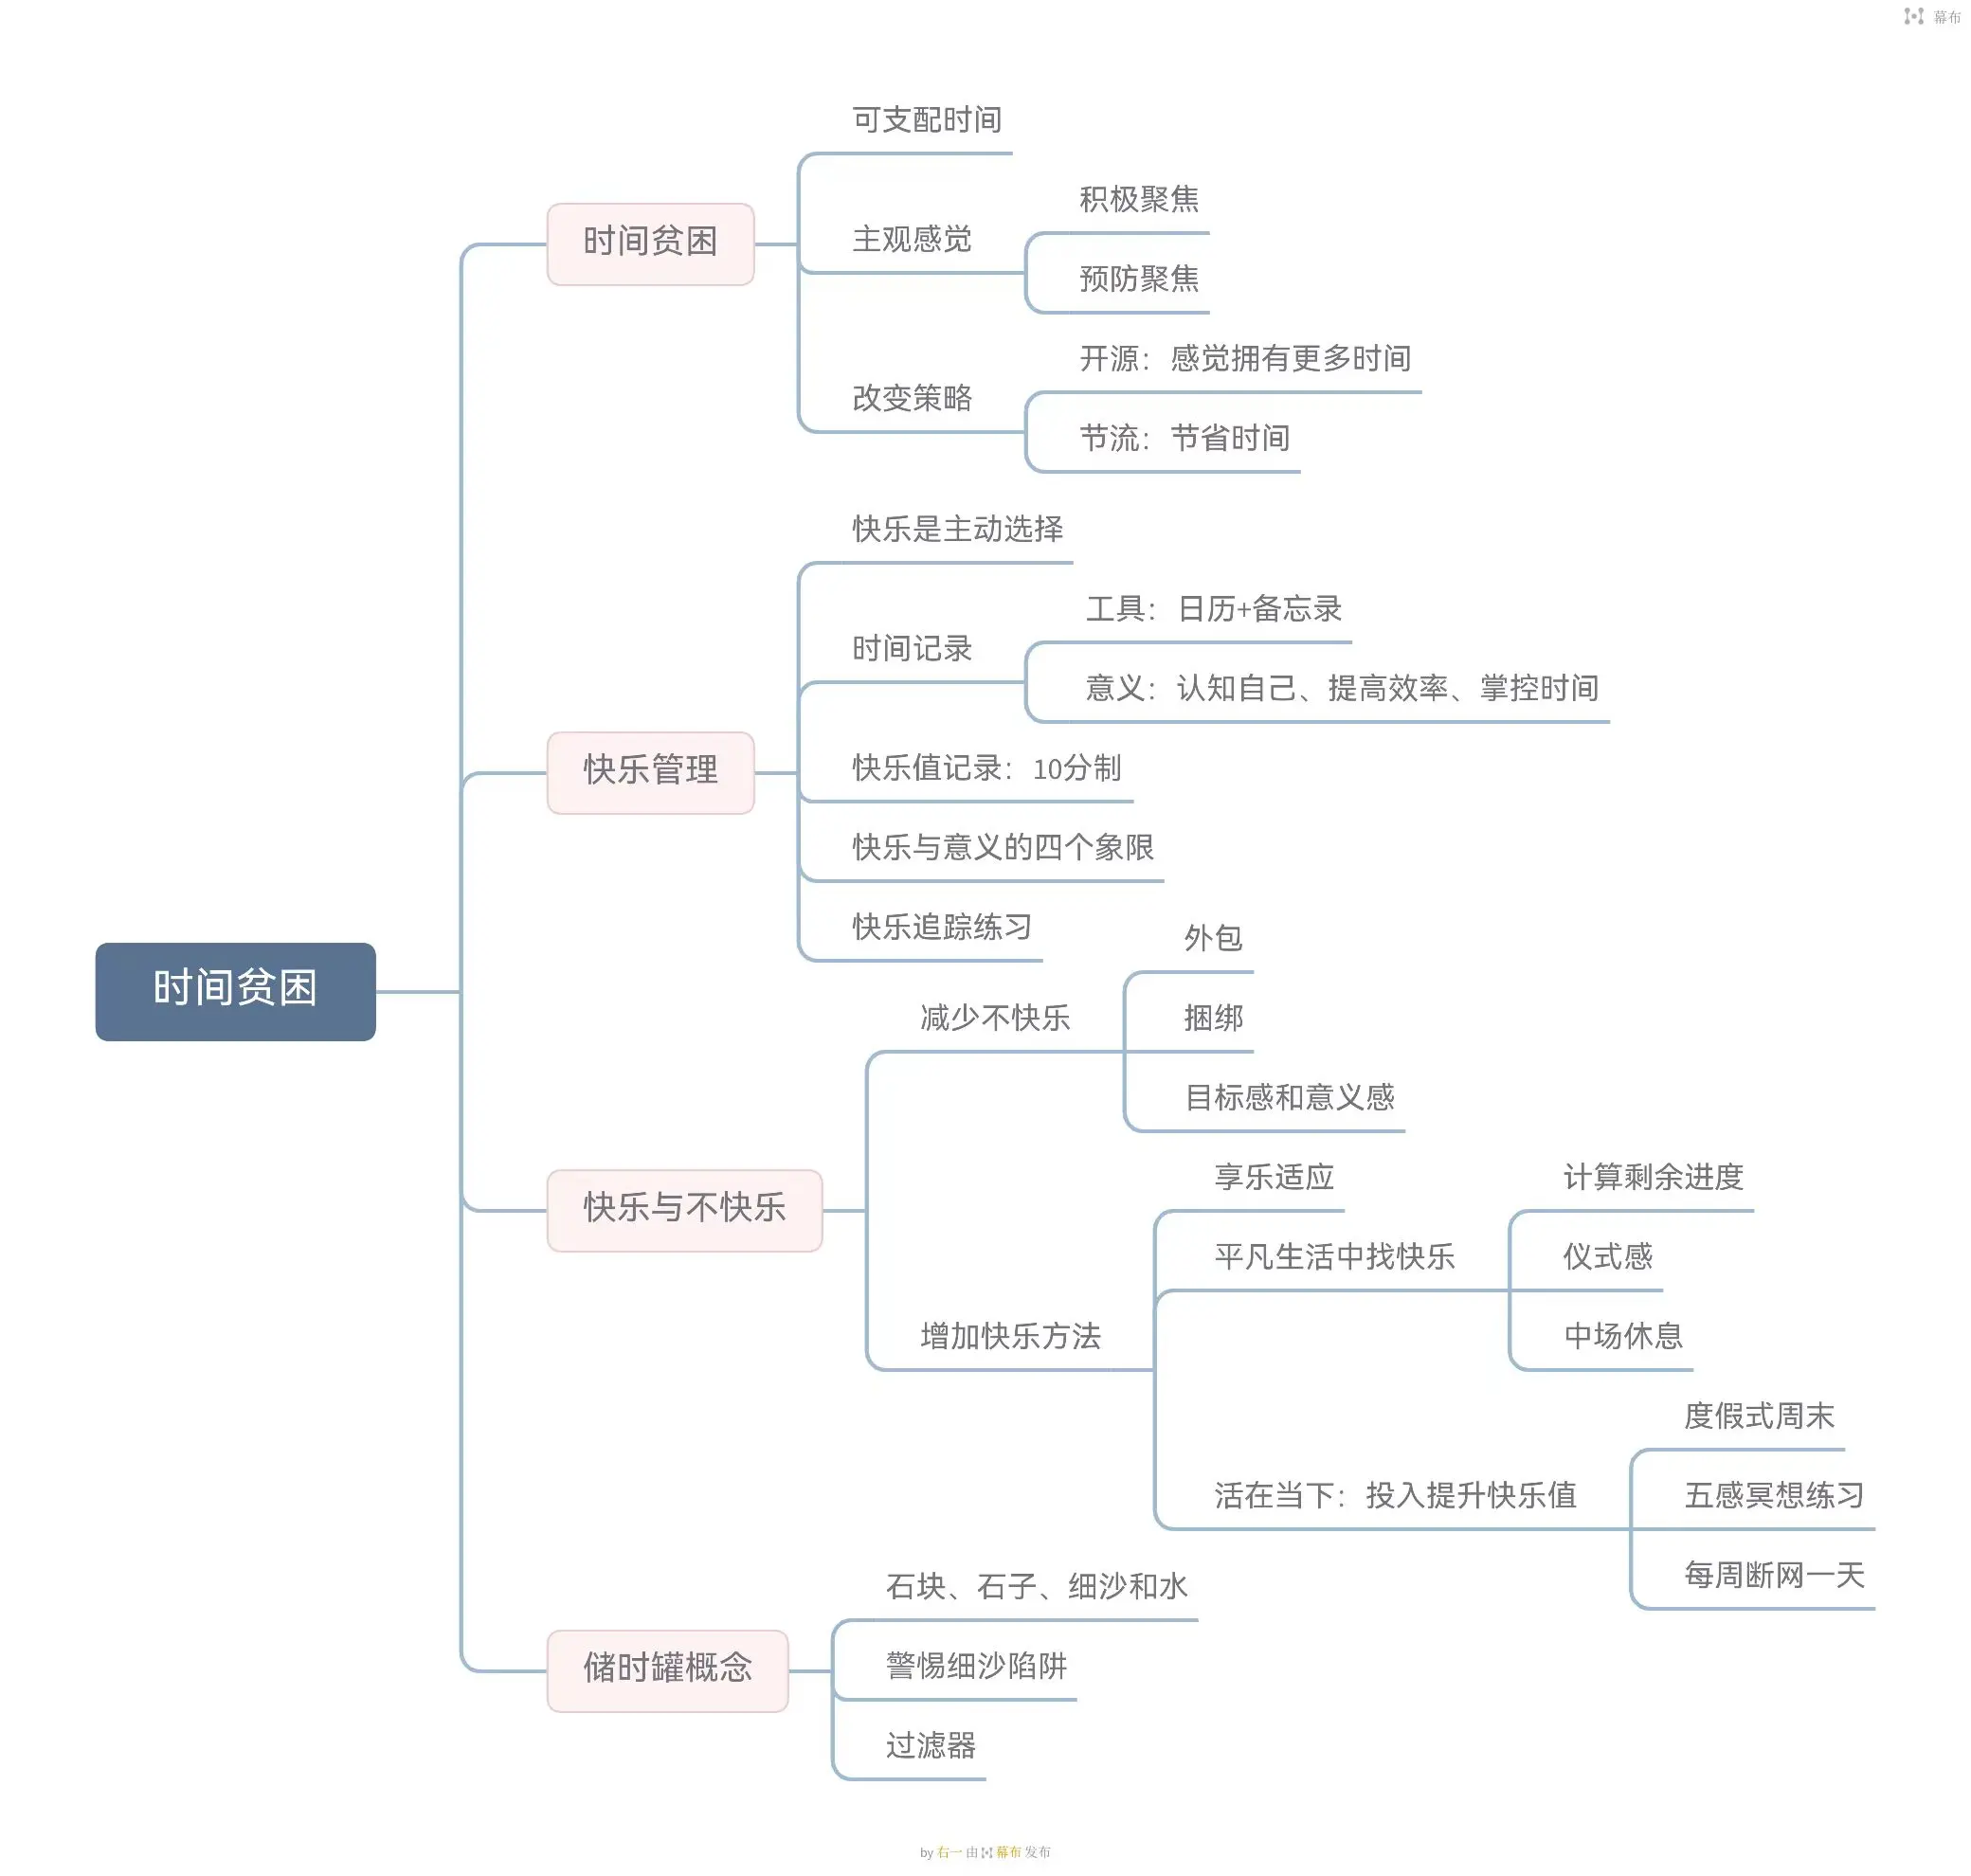 幕布
可支配时间
积极聚焦
主观感觉
时间贫困
预防聚焦
开源：感觉拥有更多时间
改变策略
节流：节省时间
快乐是主动选择
工具：日历+备忘录
时间记录
意义：认知自己、提高效率、掌控时间
快乐管理
快乐值记录：10分制
快乐与意义的四个象限
快乐追踪练习
外包
时间贫困
减少不快乐
捆绑
目标感和意义感
快乐与不快乐
享乐适应
计算剩余进度
平凡生活中找快乐
仪式感
增加快乐方法
中场休息
度假式周末
活在当下：投入提升快乐值
五感冥想练习
每周断网一天
石块、石子、细沙和水
储时罐概念
警惕细沙陷阱
过滤器
by 右一 由 幕布 发布